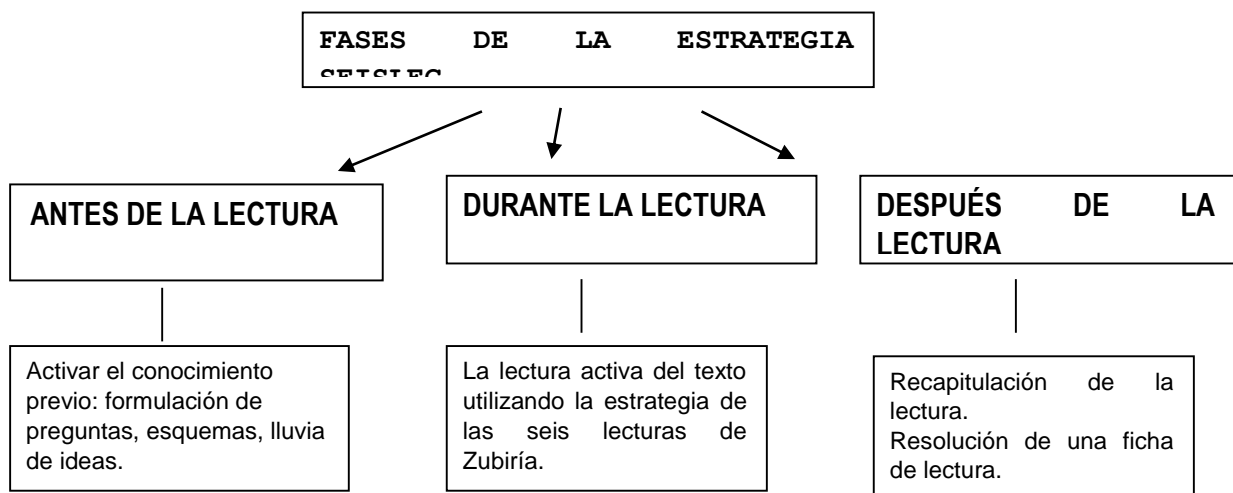 FASES DE LA ESTRATEGIA
SEISLEC
ANTES DE LA LECTURA
DURANTE LA LECTURA
DESPUÉS DE LA
LECTURA
Activar el conocimiento
previo: formulación de
preguntas, esquemas, lluvia
de ideas.
La lectura activa del texto
utilizando la estrategia de
las seis lecturas de
Zubiría.
Recapitulación de la
lectura.
Resolución de una ficha
de lectura.